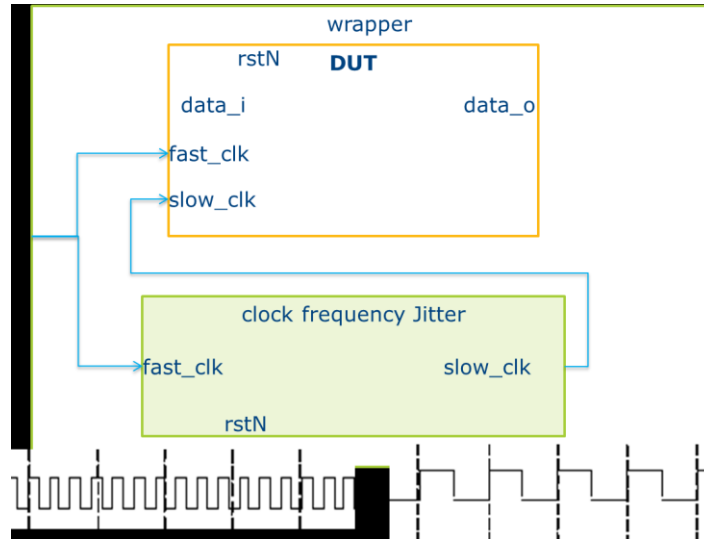 wrapper
rstN DUT
data_i data_o
fast_clk
slow_clk
clock frequency Jitter
fast_clk slow_clk
rstN